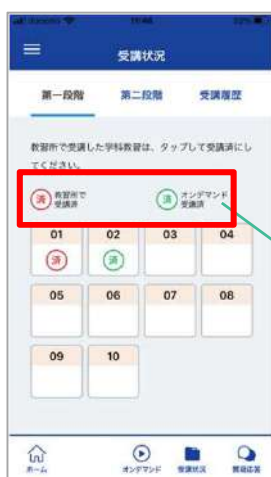 受講状況
第一段階 第二段階 受講履歴
教習所で受講した学科教習は、タップして受講済にし
てください。
済 教習所で
受講済
済 オンデマンド
受講済
01 02 03 04
済 済
05 06 07 08
09 10
ホーム オンデマンド 受講状況